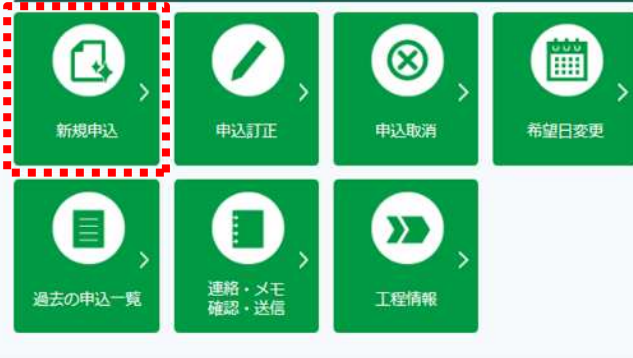 新規申込
申込訂正
申込取消
希望日変更
過去の申込一覧
連絡・メモ
確認・送信
工程情報